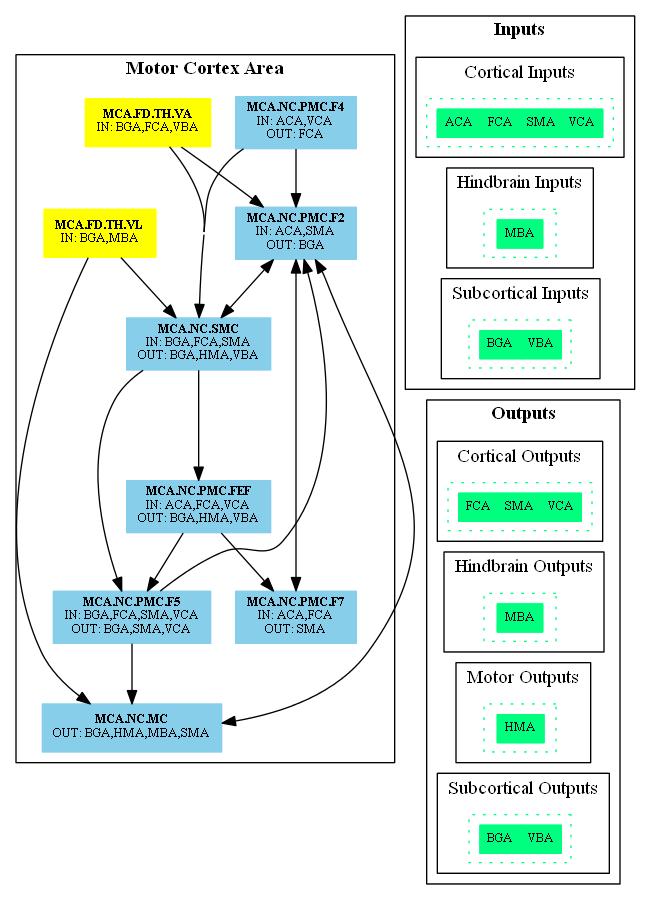 Motor Cortex Area
MCA.FD.TH.VA
IN: BGA,FCA,VBA
MCA.NC.PMC.F4
IN: ACA,VCA
OUT: FCA
MCA.FD.TH.VL
IN: BGA,MBA
MCA.NC.PMC.F2
IN: ACA,SMA
OUT: BGA
MCA.NC.SMC
IN: BGA,FCA,SMA
OUT: BGA,HMA,VBA
MCA.NC.PMC.FEF
IN: ACA,FCA,VCA
OUT: BGA,HMA,VBA
MCA.NC.PMC.F5
IN: BGA,FCA,SMA,VCA
OUT: BGA,SMA,VCA
MCA.NC.PMC.F7
IN: ACA,FCA
OUT: SMA
MCA.NC.MC
OUT: BGA,HMA,MBA,SMA
Inputs
Cortical Inputs
ACA FCA SMA VCA
Hindbrain Inputs
MBA
Subcortical Inputs
BGA VBA
Outputs
Cortical Outputs
FCA SMA VCA
Hindbrain Outputs
MBA
Motor Outputs
HMA
Subcortical Outputs
BGA VBA